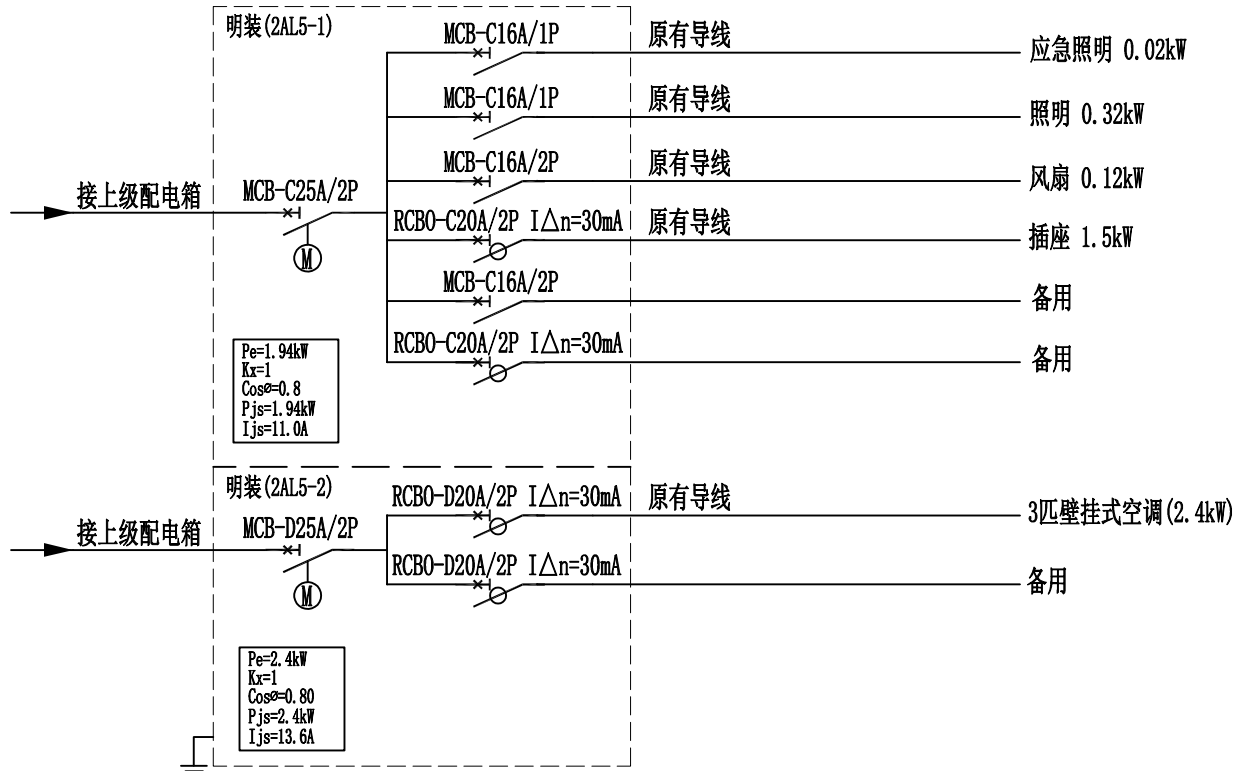 明装(2AL5-1)
MCB-C16A/1P
原有导线
应急照明 0.02kW
MCB-C16A/1P
原有导线
照明 0.32kW
MCB-C16A/2P
原有导线
风扇 0.12kW
接上级配电箱
MCB-C25A/2P
M
RCBO-C20A/2P I△n=30mA
原有导线
插座 1.5kW
MCB-C16A/2P
备用
RCBO-C20A/2P I△n=30mA
备用
Pe=1.94kW
Kx=1
Cosø=0.8
Pjs=1.94kW
Ijs=11.0A
明装(2AL5-2)
RCBO-D20A/2P I△n=30mA
原有导线
3匹壁挂式空调(2.4kW)
接上级配电箱
MCB-D25A/2P
M
RCBO-D20A/2P I△n=30mA
备用
Pe=2.4kW
Kx=1
Cosø=0.80
Pjs=2.4kW
Ijs=13.6A